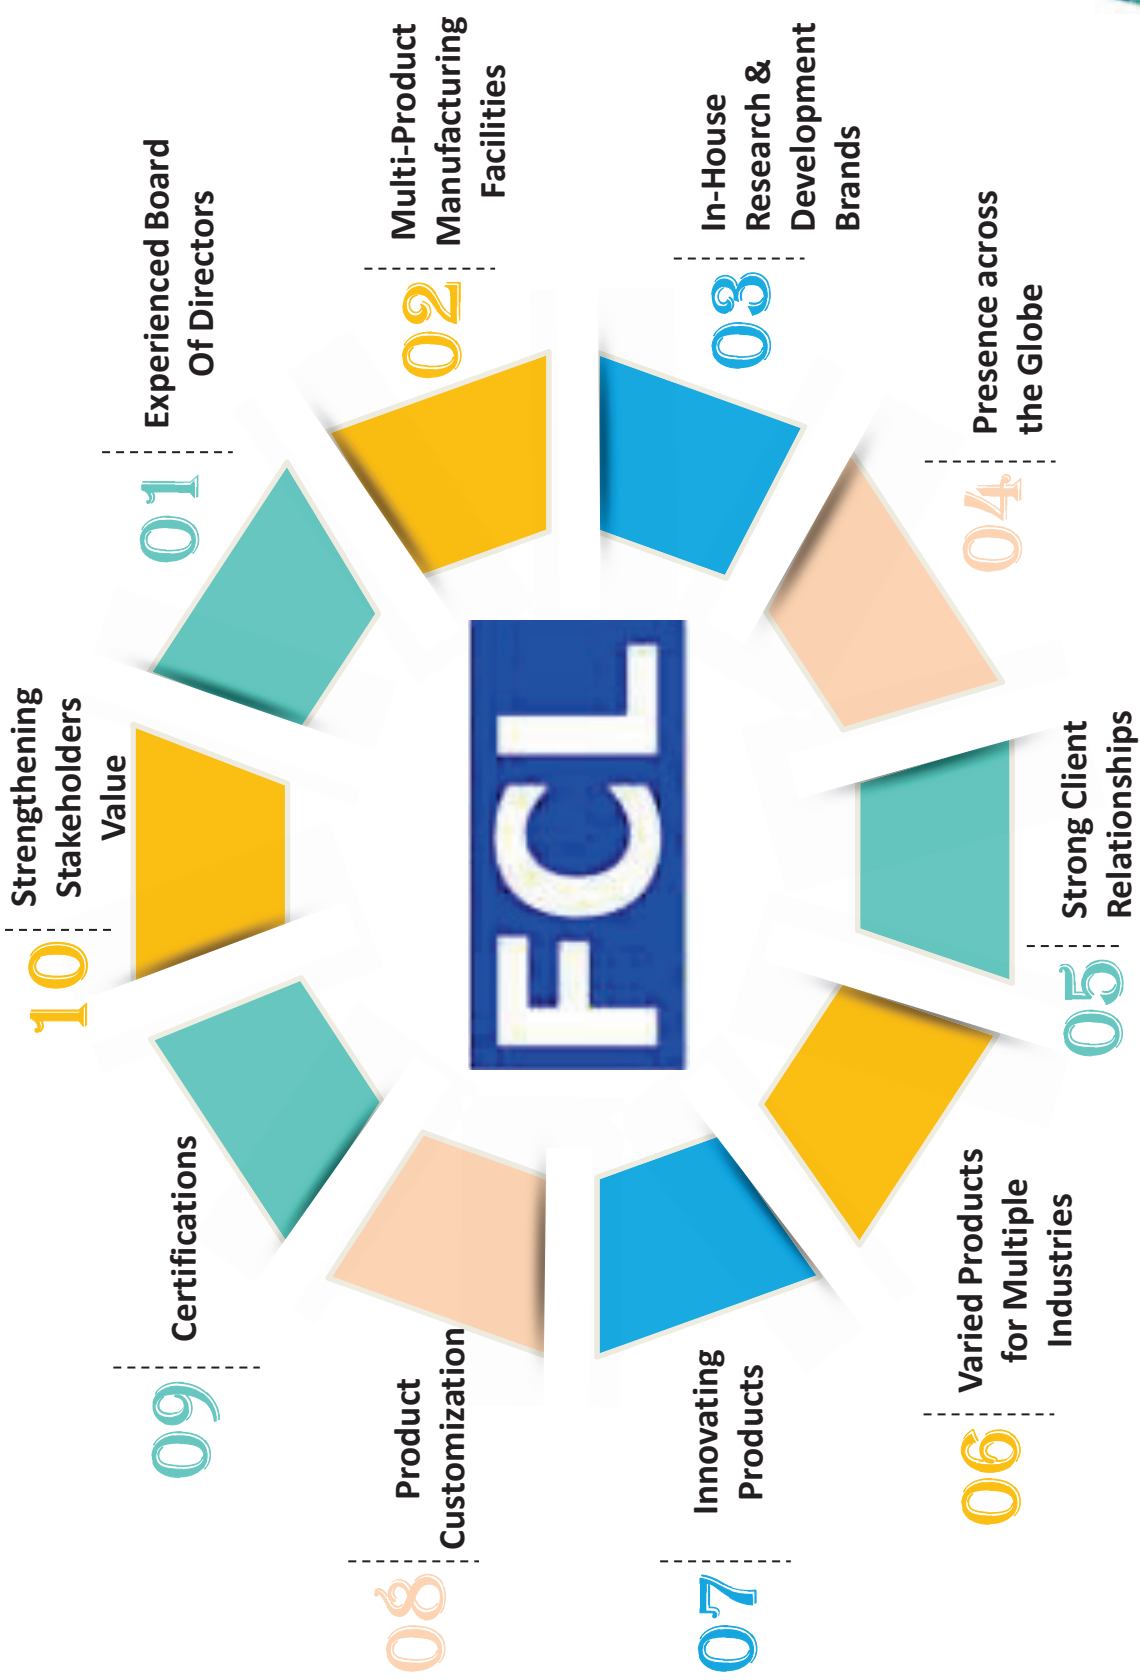 01
Experienced Board
Of Directors
02
Multi-Product
Manufacturing
Facilities
03
In-House
Research &
Development
Brands
04
Presence across
the Globe
05
Strong Client
Relationships
06
Varied Products
for Multiple
Industries
07
Innovating
Products
08
Product
Customization
09
Certifications
10
Strengthening
Stakeholders
Value
FCL